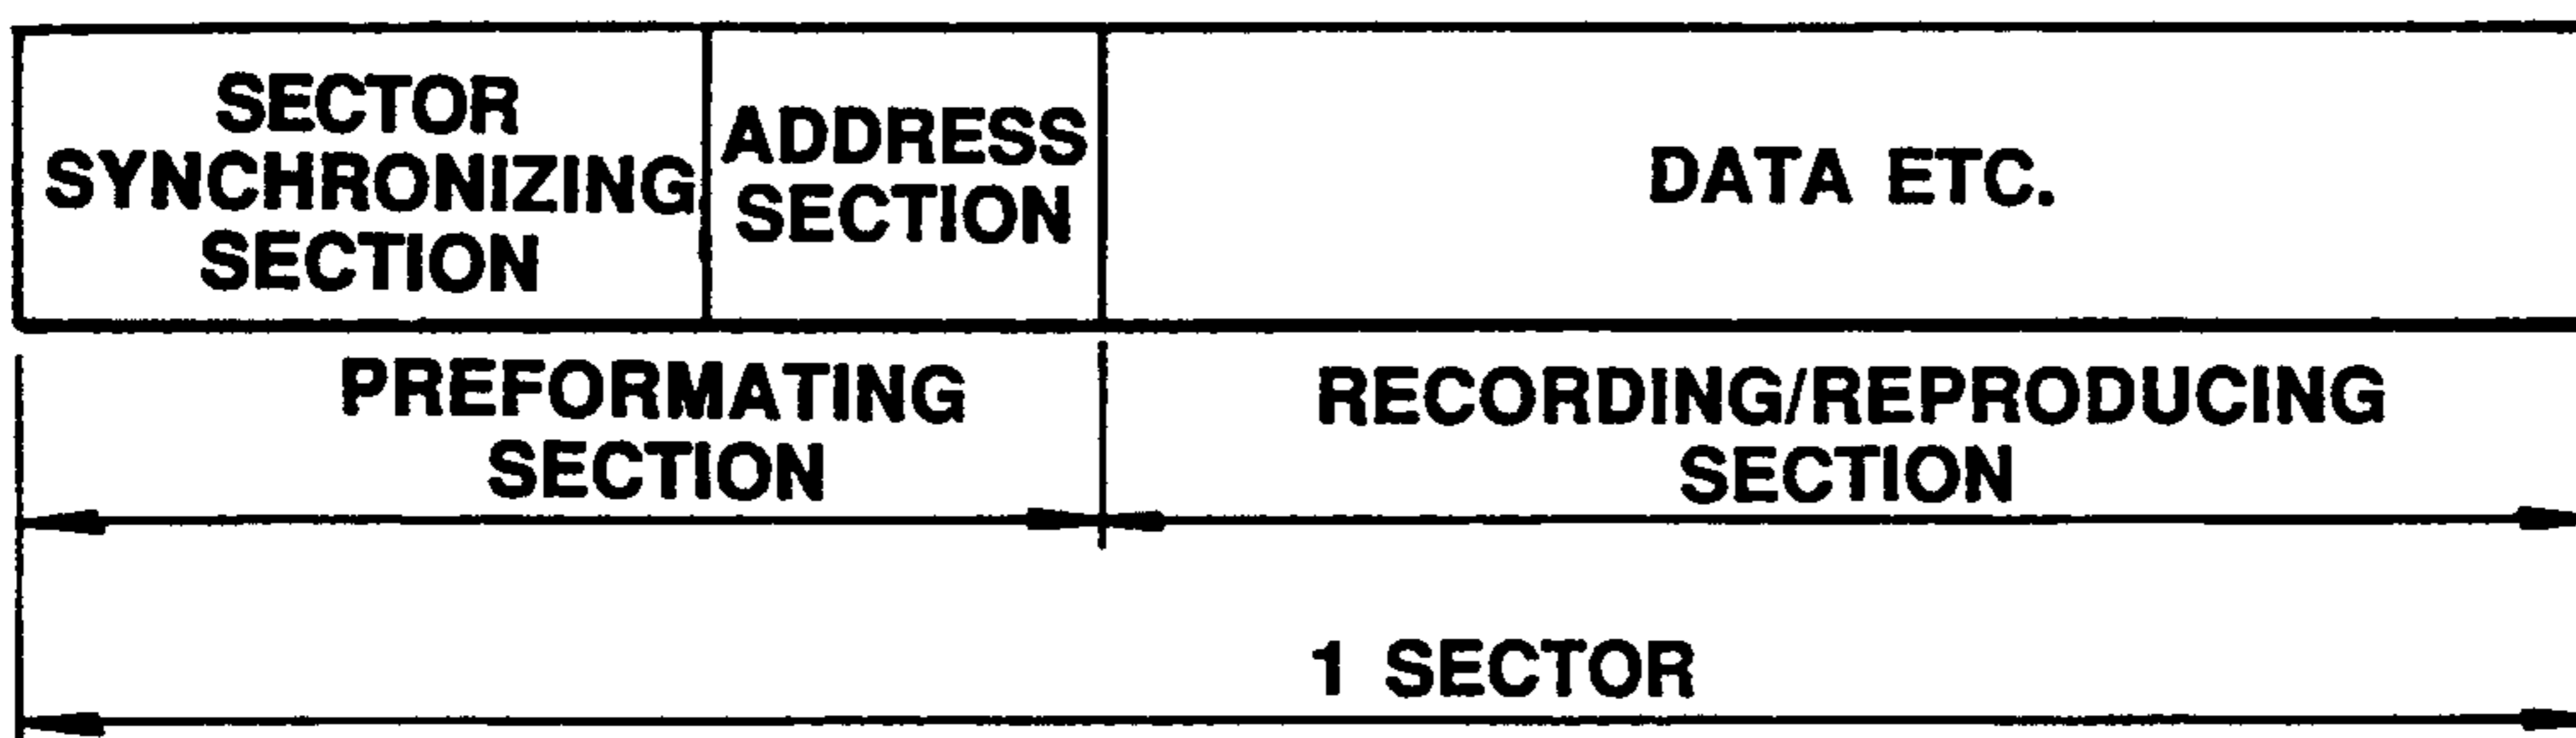 SECTOR
SYNCHRONIZING
SECTION
ADDRESS
SECTION
DATA ETC.
PREFORMATING
SECTION
RECORDING/REPRODUCING
SECTION
1 SECTOR